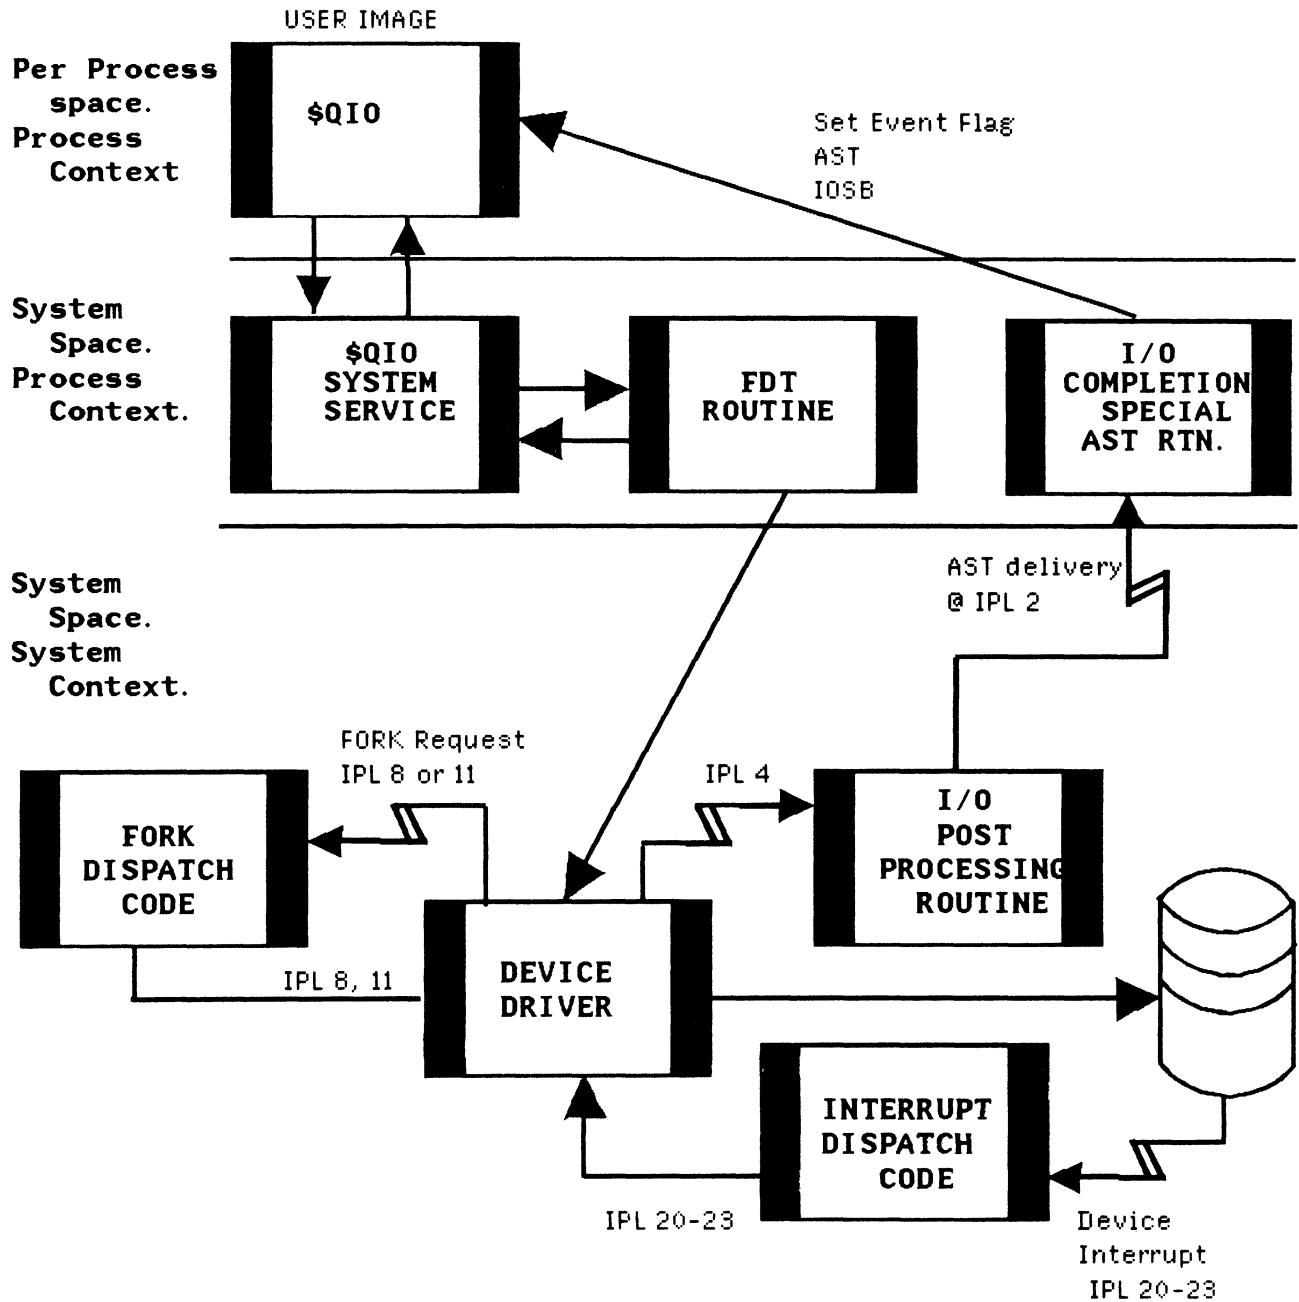 USER IMAGE
Per Process
space.
Process
Context
$QIO
Set Event Flag
AST
IOSB
System
Space.
Process
Context.
$QIO
SYSTEM
SERVICE
FDT
ROUTINE
I/O
COMPLETION
SPECIAL
AST RTN.
System
Space.
System
Context.
AST delivery
@ IPL 2
FORK Request
IPL 8 or 11
IPL 4
FORK
DISPATCH
CODE
I/O
POST
PROCESSING
ROUTINE
IPL 8, 11
DEVICE
DRIVER
INTERRUPT
DISPATCH
CODE
IPL 20-23
Device
Interrupt
IPL 20-23